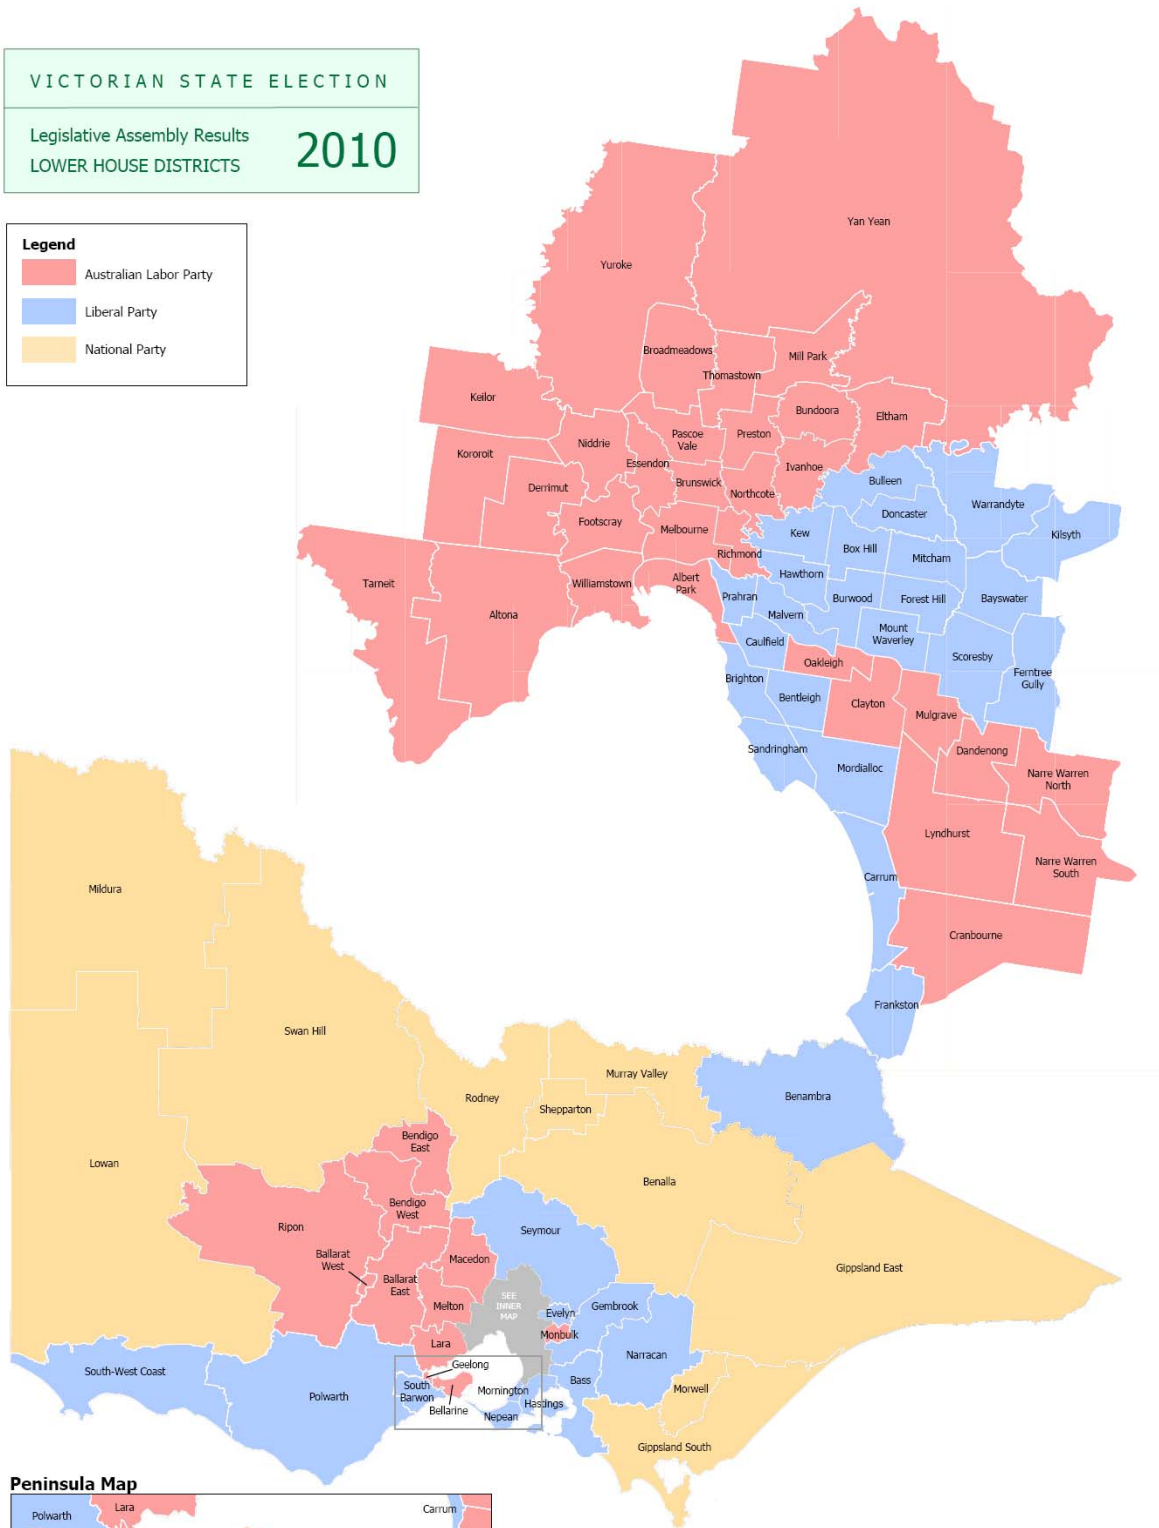 VICTORIAN STATE ELECTION
Legislative Assembly Results
LOWER HOUSE DISTRICTS
2010
Legend
Australian Labor Party
Liberal Party
National Party
Yan Yean
Yuroke
Broadmeadows
Mill Park
Thomastown
Keilor
Bundoora
Eltham
Niddrie
Pascoe
Vale
Preston
Kororoit
Essendon
Ivanhoe
Derrimut
Brunswick
Northcote
Bulleen
Footscray
Doncaster
Warrandyte
Melbourne
Kew
Kilsyth
Richmond
Box Hill
Mitcham
Tarneit
Williamstown
Albert
Park
Hawthorn
Prahran
Burwood
Forest Hill
Bayswater
Altona
Malvern
Mount
Waverley
Caulfield
Oakleigh
Scoresby
Brighton
Ferntree
Gully
Bentleigh
Clayton
Mulgrave
Sandringham
Dandenong
Mordialloc
Narre Warren
North
Lyndhurst
Narre Warren
South
Carrum
Cranbourne
Frankston
Mildura
Swan Hill
Murray Valley
Rodney
Shepparton
Benambra
Bendigo
East
Lowan
Benalla
Bendigo
West
Ripon
Seymour
Ballarat
West
Macedon
Gippsland East
Ballarat
East
SEE
INNER
MAP
Melton
Evelyn
Gembrook
Lara
Monbulk
Narracan
Geelong
South-West Coast
South
Barwon
Mornington
Bass
Morwell
Polwarth
Bellarine
Hastings
Nepean
Gippsland South
Peninsula Map
Polwarth
Lara
Carrum